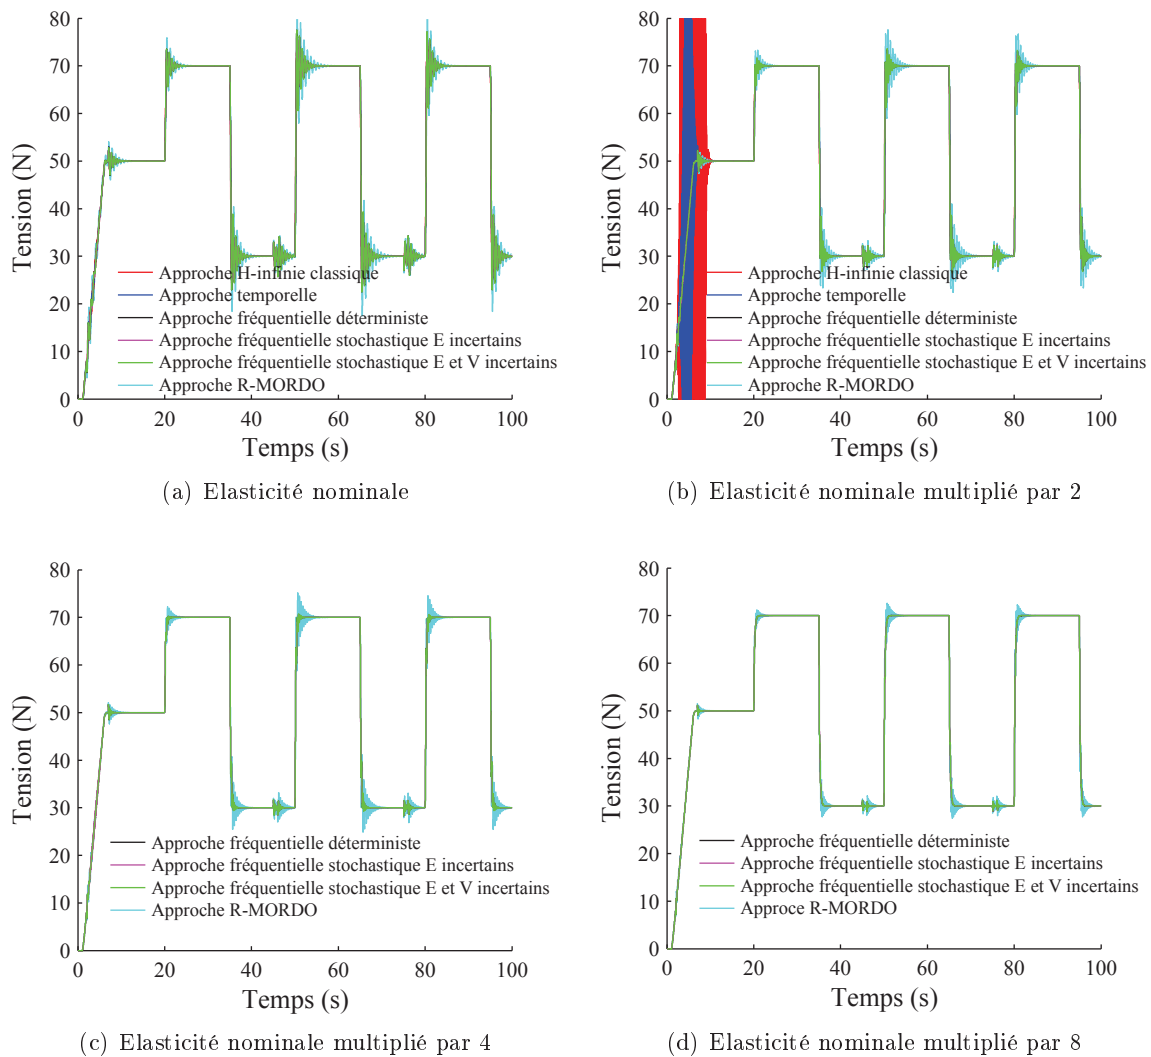 80
70
60
50
40
30
20
10
0
Tension (N)
Approche H-infinie classique
Approche temporelle
Approche fréquentielle déterministe
Approche fréquentielle stochastique E incertains
Approche fréquentielle stochastique E et V incertains
Approche R-MORDO
0
20
40
60
80
100
Temps (s)
(a) Elasticité nominale
80
70
60
50
40
30
20
10
0
Tension (N)
Approche H-infinie classique
Approche temporelle
Approche fréquentielle déterministe
Approche fréquentielle stochastique E incertains
Approche fréquentielle stochastique E et V incertains
Approche R-MORDO
0
20
40
60
80
100
Temps (s)
(b) Elasticité nominale multiplié par 2
80
70
60
50
40
30
20
10
0
Tension (N)
Approche fréquentielle déterministe
Approche fréquentielle stochastique E incertains
Approche fréquentielle stochastique E et V incertains
Approche R-MORDO
0
20
40
60
80
100
Temps (s)
(c) Elasticité nominale multiplié par 4
80
70
60
50
40
30
20
10
0
Tension (N)
Approche fréquentielle déterministe
Approche fréquentielle stochastique E incertains
Approche fréquentielle stochastique E et V incertains
Approce R-MORDO
0
20
40
60
80
100
Temps (s)
(d) Elasticité nominale multiplié par 8